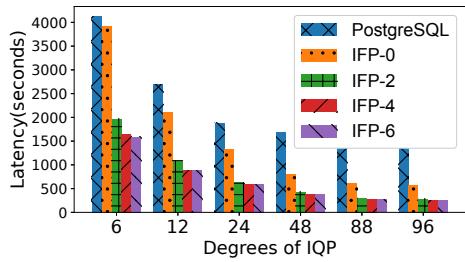 Latency(seconds)
4000
3500
3000
2500
2000
1500
1000
500
0
PostgreSQL
IFP-0
IFP-2
IFP-4
IFP-6
6 12 24 48 88 96
Degrees of IQP